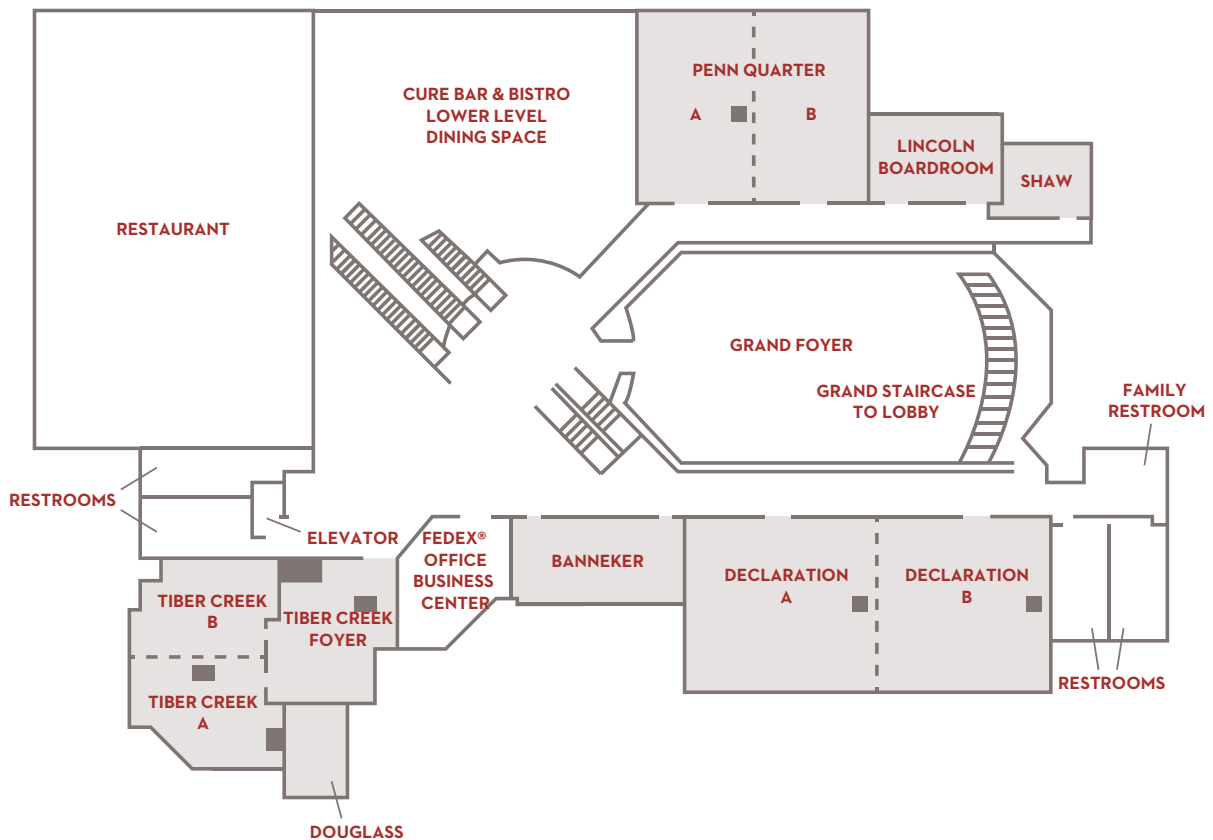 PENN QUARTER
A
B
CURE BAR & BISTRO
LOWER LEVEL
DINING SPACE
LINCOLN
BOARDROOM
SHAW
RESTAURANT
GRAND FOYER
GRAND STAIRCASE
TO LOBBY
FAMILY
RESTROOM
RESTROOMS
ELEVATOR
FEDEX®
OFFICE
BUSINESS
CENTER
BANNEKER
DECLARATION
A
DECLARATION
B
TIBER CREEK
B
TIBER CREEK
FOYER
TIBER CREEK
A
RESTROOMS
DOUGLASS